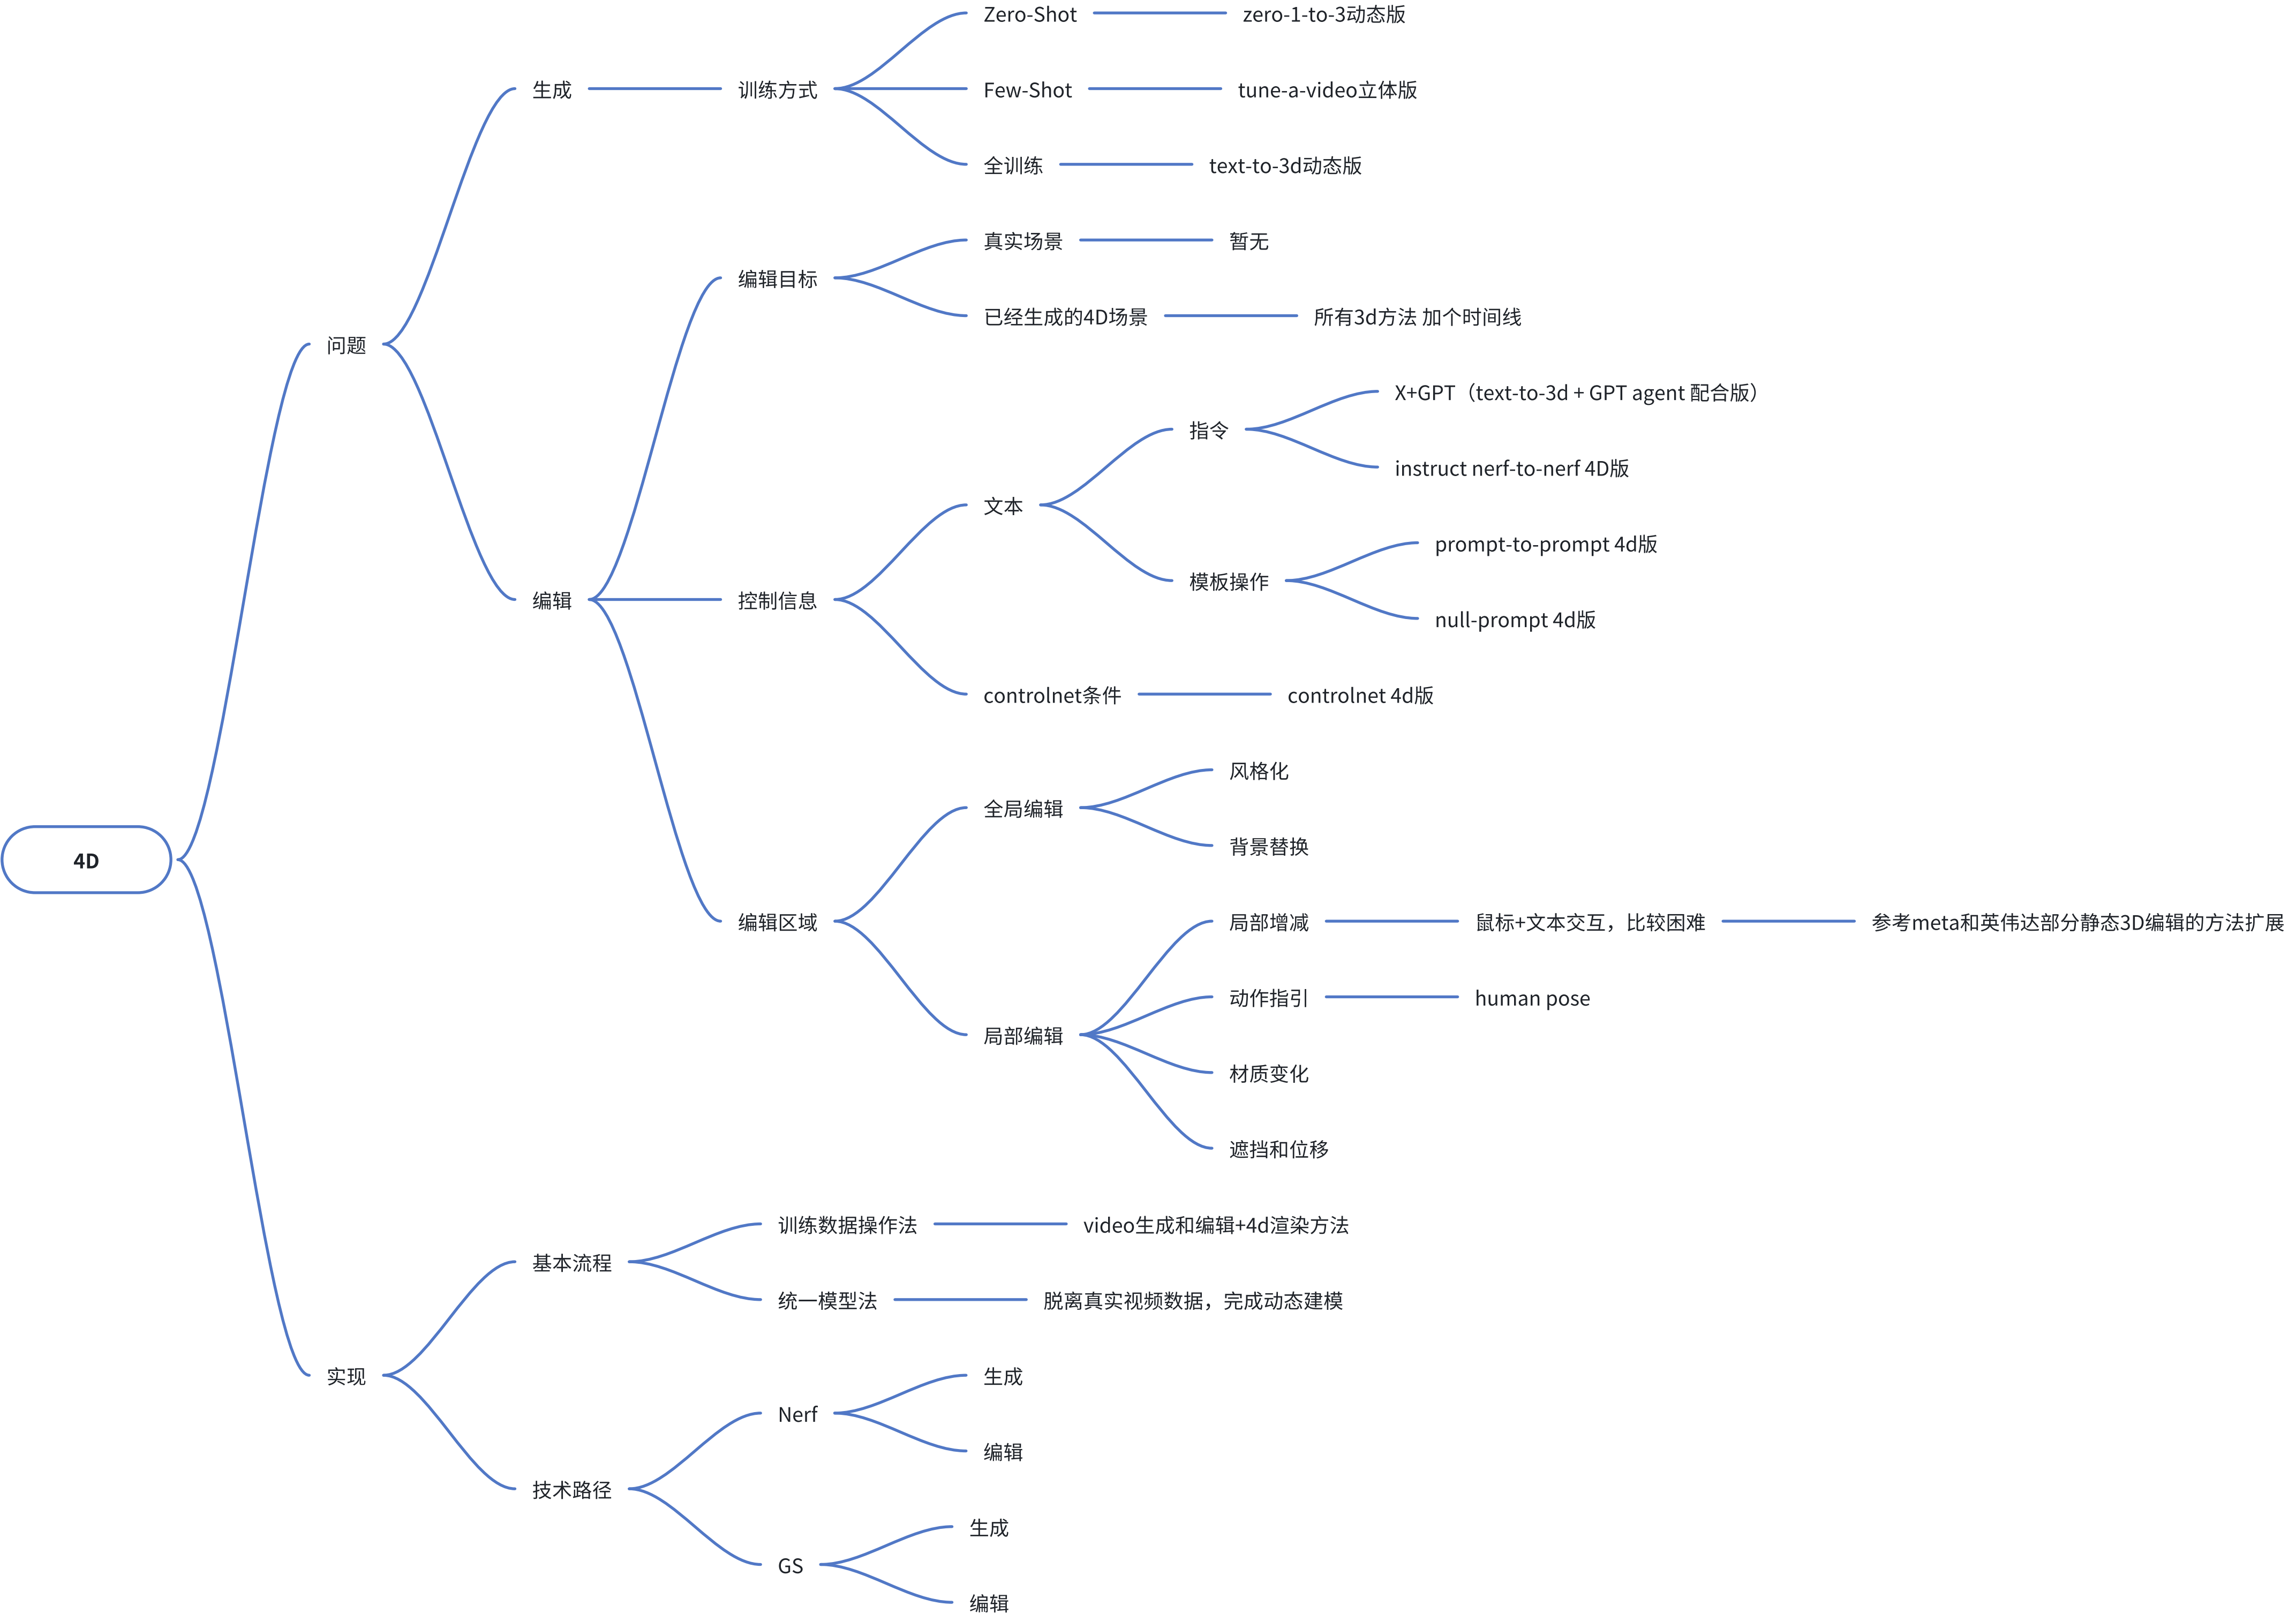 Zero-Shot
zero-1-to-3动态版
生成
训练方式
Few-Shot
tune-a-video立体版
全训练
text-to-3d动态版
真实场景
暂无
编辑目标
已经生成的4D场景
所有3d方法 加个时间线
问题
X+GPT（text-to-3d + GPT agent 配合版）
指令
instruct nerf-to-nerf 4D版
文本
prompt-to-prompt 4d版
模板操作
null-prompt 4d版
编辑
控制信息
controlnet条件
controlnet 4d版
风格化
全局编辑
背景替换
4D
编辑区域
局部增减
鼠标+文本交互，比较困难
参考meta和英伟达部分静态3D编辑的方法扩展
动作指引
human pose
局部编辑
材质变化
遮挡和位移
训练数据操作法
video生成和编辑+4d渲染方法
基本流程
统一模型法
脱离真实视频数据，完成动态建模
实现
生成
Nerf
编辑
技术路径
生成
GS
编辑